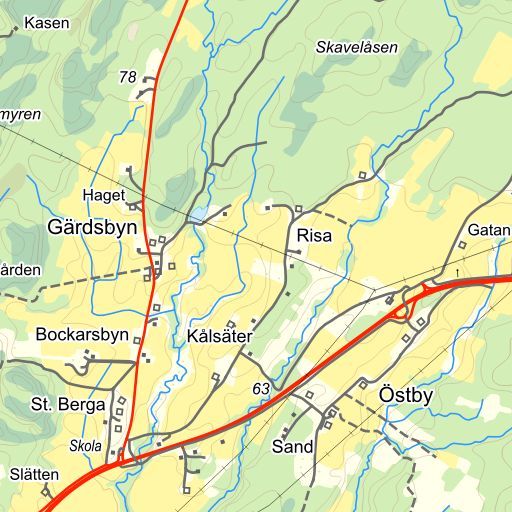 Kasen
Skavelåsen
78
myren
Haget
Gärdsbyn
Risa
Gatan
ården
Bockarsbyn
Kålsäter
63
Östby
St. Berga
Skola
Sand
Slätten